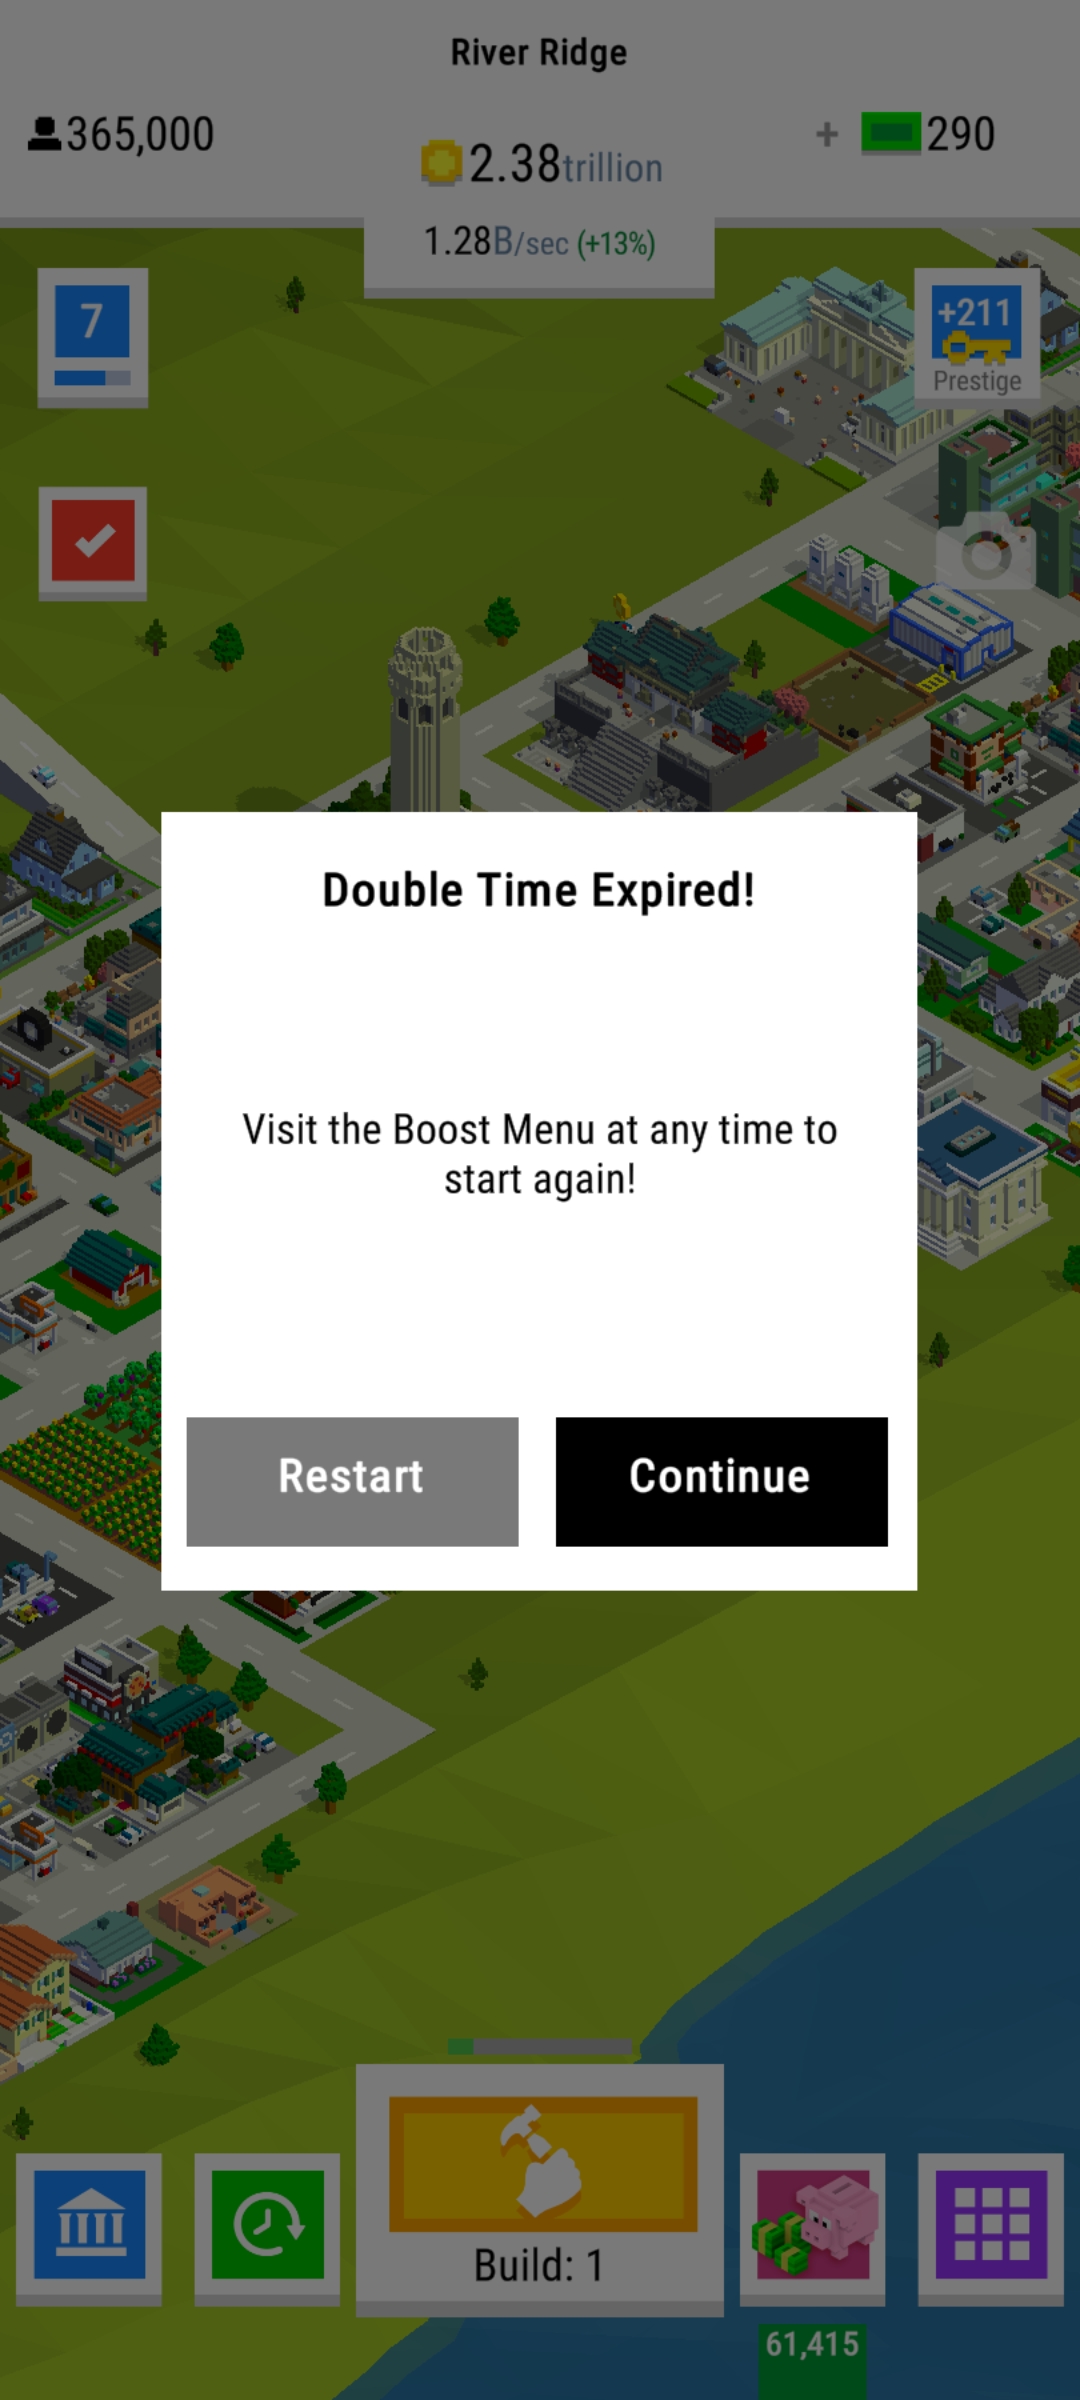 River Ridge
365,000
2.38trillion
+ 290
1.28B/sec (+13%)
7
+211
Prestige
Double Time Expired!
Visit the Boost Menu at any time to
start again!
Restart
Continue
Build: 1
61,415